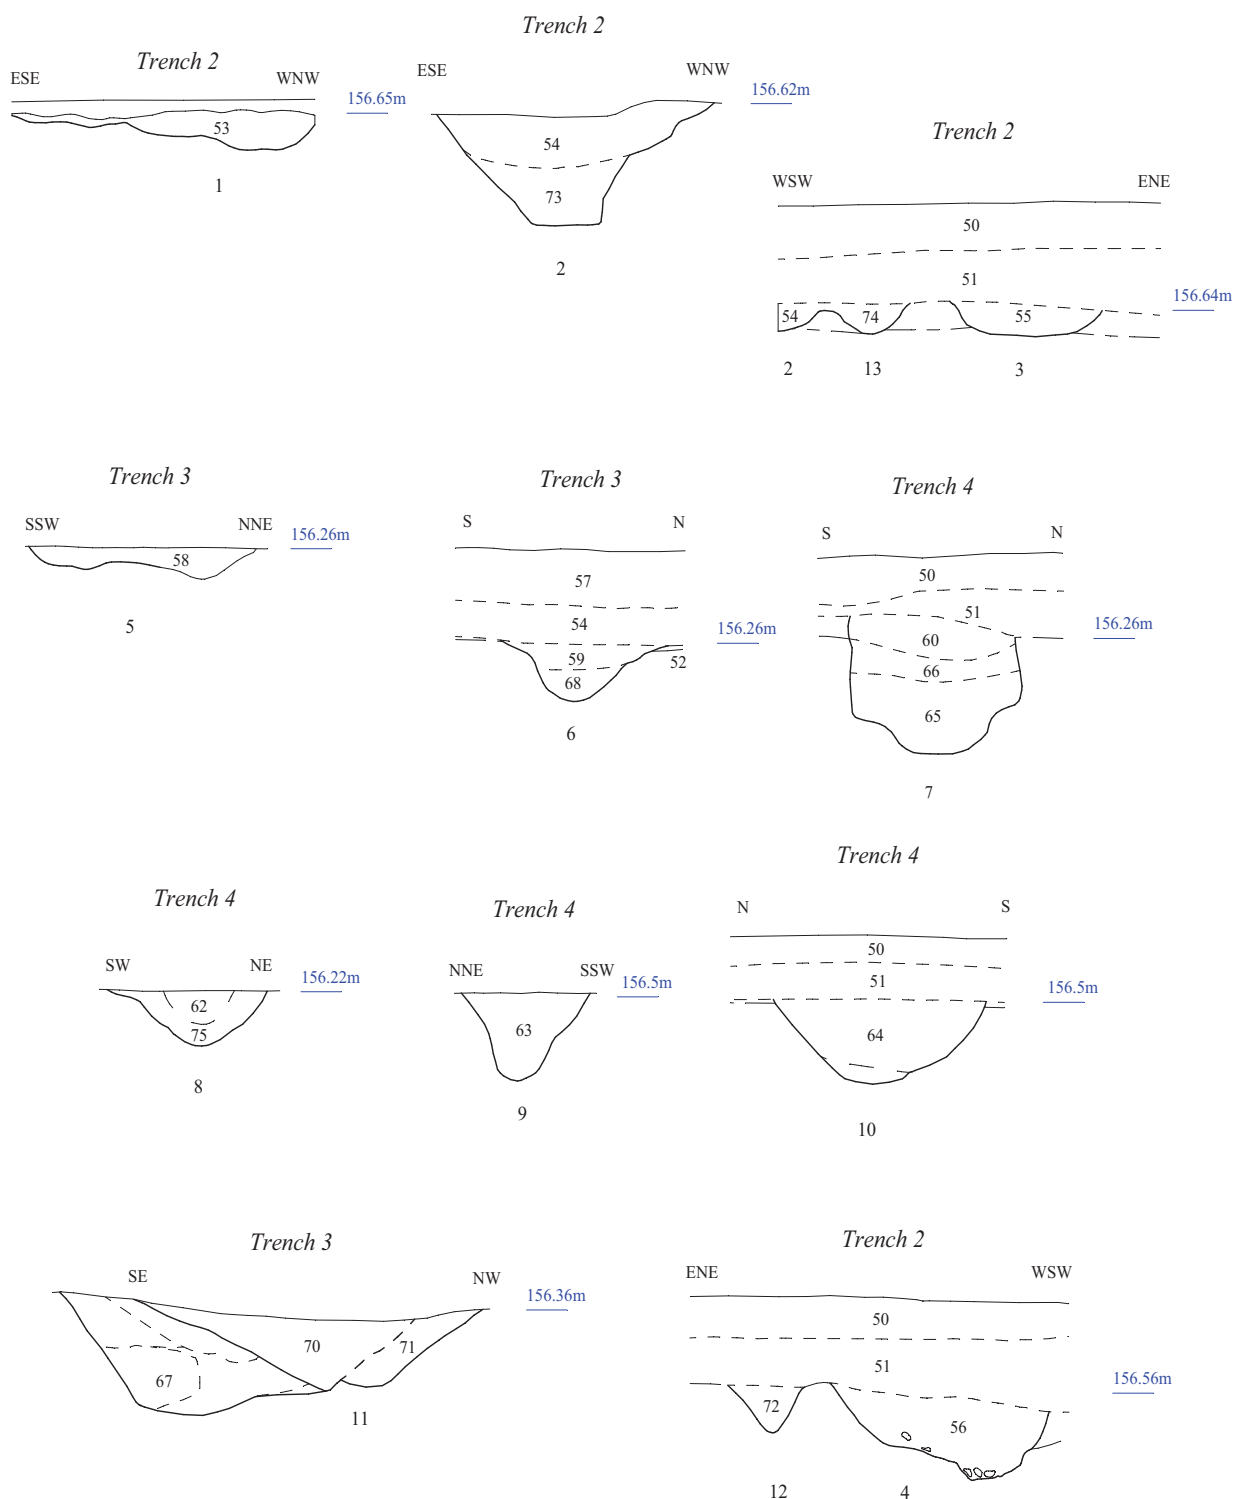 Trench 2
ESE WNW
156.65m
53
1
Trench 2
ESE WNW
156.62m
54
73
2
Trench 2
WSW ENE
50
51
156.64m
54 74 55
2 13 3
Trench 3
SSW NNE
156.26m
58
5
Trench 3
S N
57
54
156.26m
59 52
68
6
Trench 4
S N
50
51
156.26m
60
66
65
7
Trench 4
SW NE
156.22m
62
75
8
Trench 4
NNE SSW
156.5m
63
9
Trench 4
N S
50
51
156.5m
64
10
Trench 3
SE NW
156.36m
70 71
67
11
Trench 2
ENE WSW
50
51
156.56m
72 56
12 4